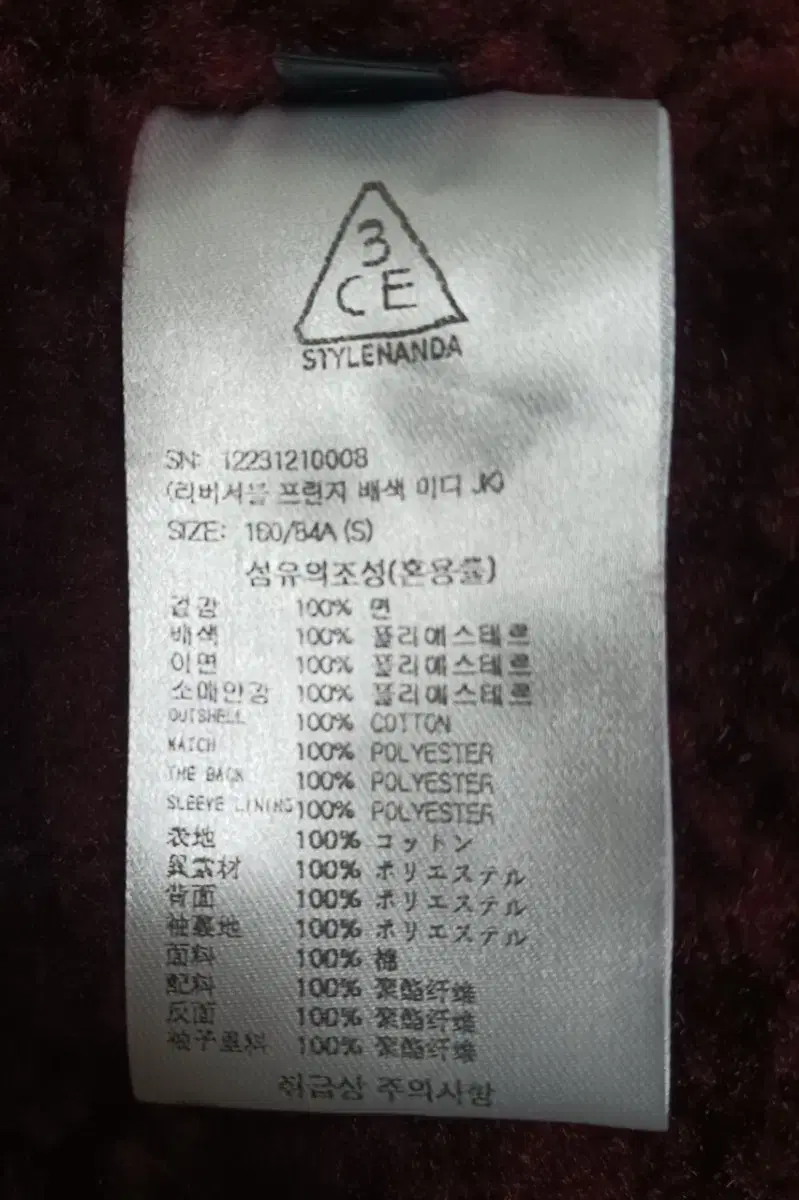 3
CE
STYLENANDA
SN: 12231210008
(리버서블 프런지 배색 미디 JK)
SIZE: 160/84A (S)
섬유의조성(혼용률)
겉감 100% 면
배색 100% 폴리에스테르
이면 100% 폴리에스테르
소매안감 100% 폴리에스테르
OUTSHELL 100% COTTON
MATCH 100% POLYESTER
THE BACK 100% POLYESTER
SLEEVE LINING 100% POLYESTER
表地 100% コットン
異素材 100% ポリエステル
背面 100% ポリエステル
袖裏地 100% ポリエステル
面料 100% 棉
配料 100% 聚酯纤维
反面 100% 聚酯纤维
袖子里料 100% 聚酯纤维
취급상 주의사항